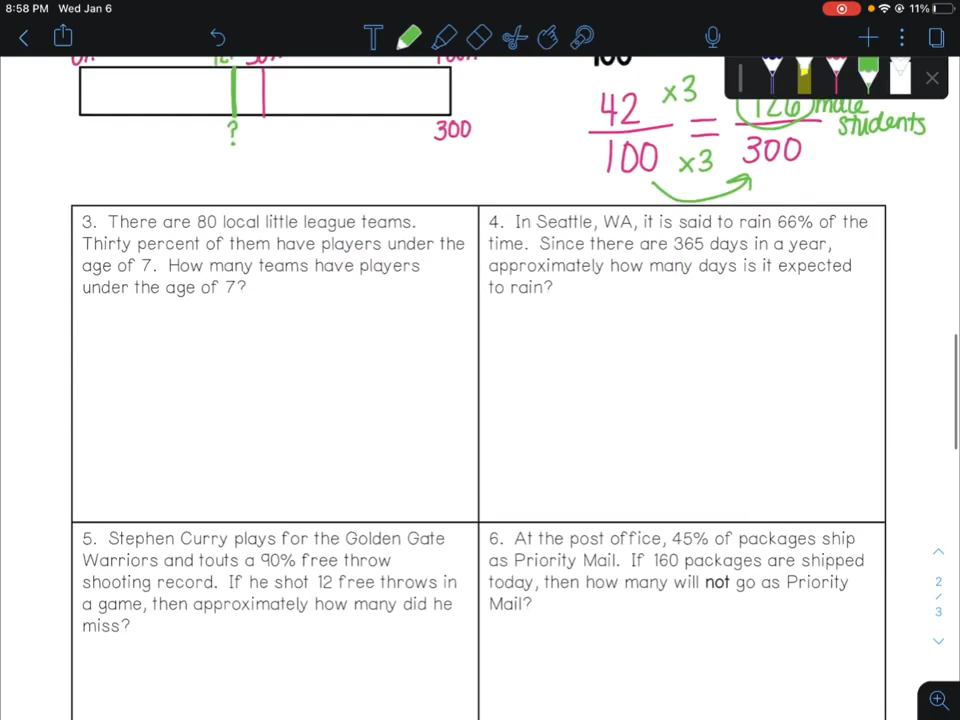 8:58 PM Wed Jan 6
11%
?
300
100
42
x3
=
126
male
students
100
x3
300
3. There are 80 local little league teams.
Thirty percent of them have players under the
age of 7. How many teams have players
under the age of 7?
4. In Seattle, WA, it is said to rain 66% of the
time. Since there are 365 days in a year,
approximately how many days is it expected
to rain?
5. Stephen Curry plays for the Golden Gate
Warriors and touts a 90% free throw
shooting record. If he shot 12 free throws in
a game, then approximately how many did he
miss?
6. At the post office, 45% of packages ship
as Priority Mail. If 160 packages are shipped
today, then how many will not go as Priority
Mail?
2
/
3